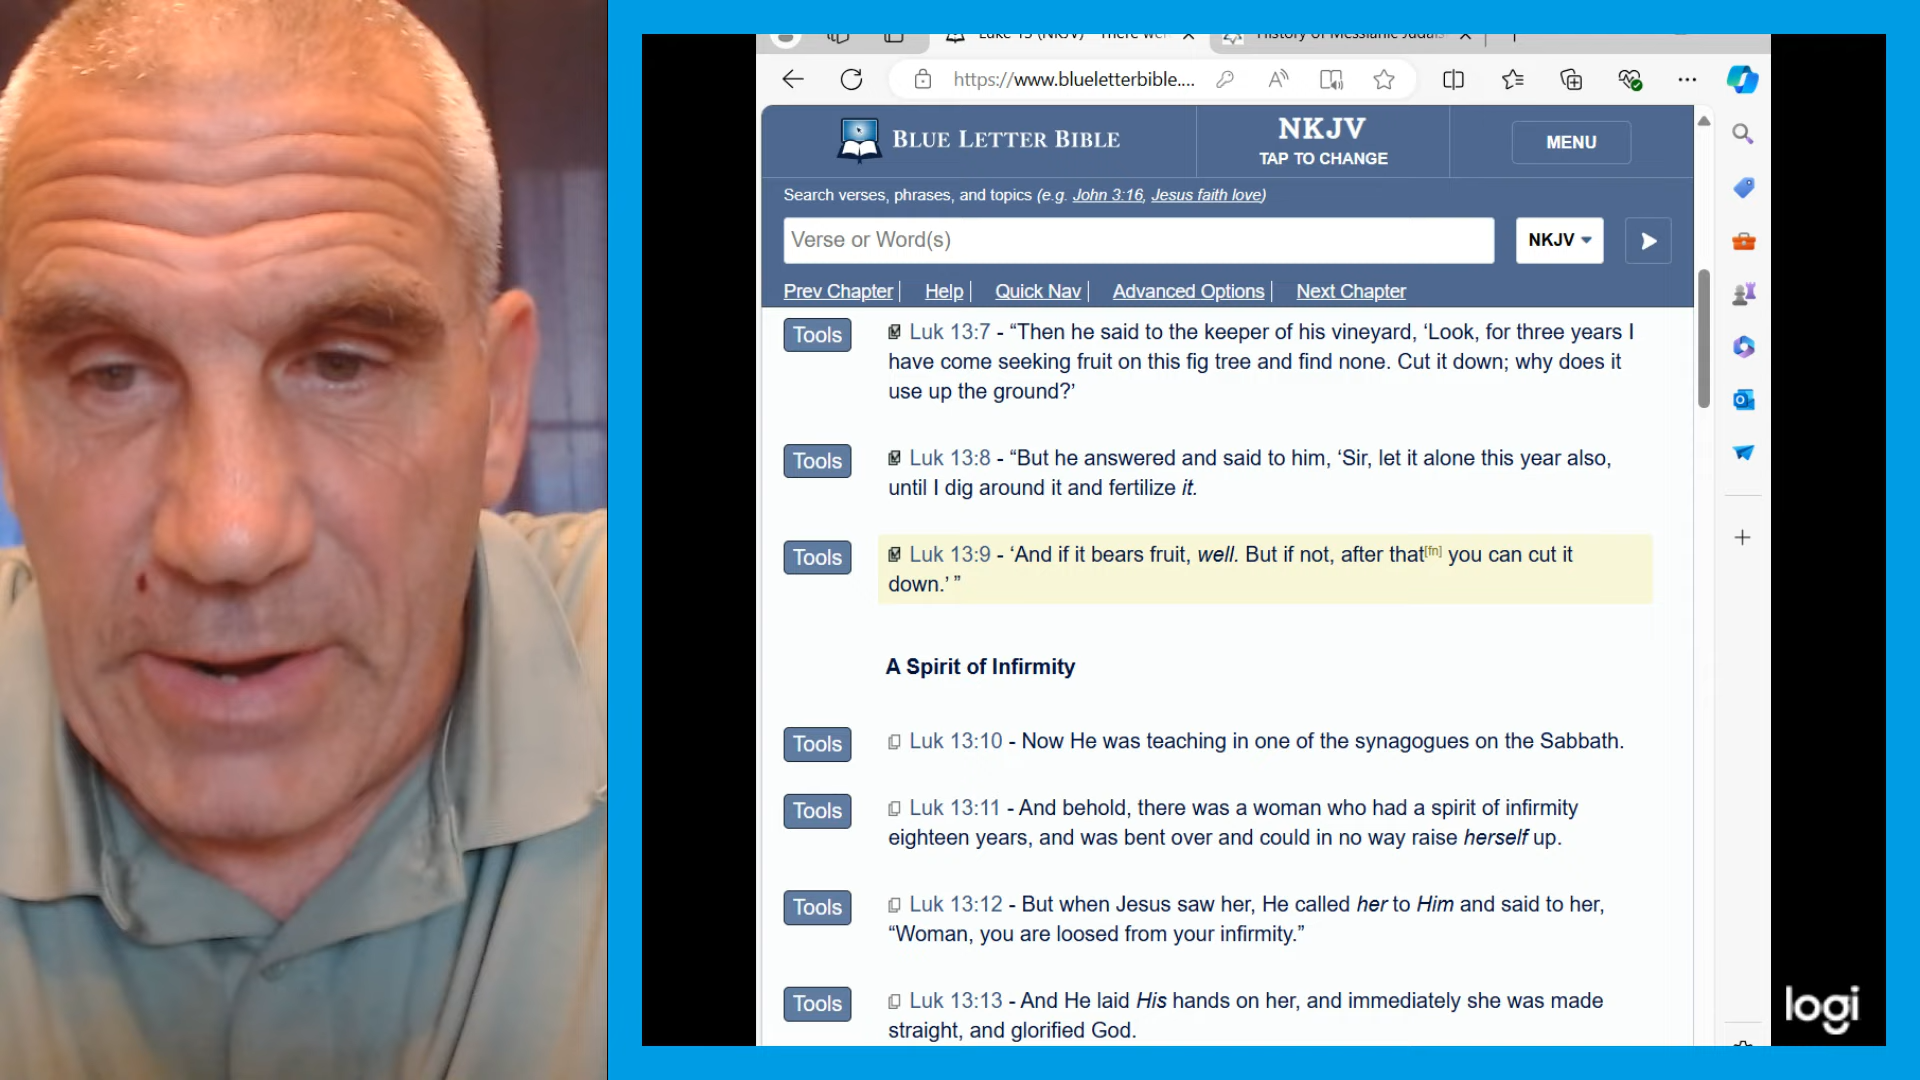 Luke 13 (NKJV)
History of Messianic Judais
https://www.blueletterbible....
BLUE LETTER BIBLE
NKJV
TAP TO CHANGE
MENU
Search verses, phrases, and topics (e.g. John 3:16, Jesus faith love)
Verse or Word(s)
NKJV
Prev Chapter | Help | Quick Nav | Advanced Options | Next Chapter
Tools
Luk 13:7 - “Then he said to the keeper of his vineyard, ‘Look, for three years I
have come seeking fruit on this fig tree and find none. Cut it down; why does it
use up the ground?’
Tools
Luk 13:8 - “But he answered and said to him, ‘Sir, let it alone this year also,
until I dig around it and fertilize it.
Tools
Luk 13:9 - ‘And if it bears fruit, well. But if not, after that[fn] you can cut it
down.’ ”
A Spirit of Infirmity
Tools
Luk 13:10 - Now He was teaching in one of the synagogues on the Sabbath.
Tools
Luk 13:11 - And behold, there was a woman who had a spirit of infirmity
eighteen years, and was bent over and could in no way raise herself up.
Tools
Luk 13:12 - But when Jesus saw her, He called her to Him and said to her,
“Woman, you are loosed from your infirmity.”
Tools
Luk 13:13 - And He laid His hands on her, and immediately she was made
straight, and glorified God.
logi